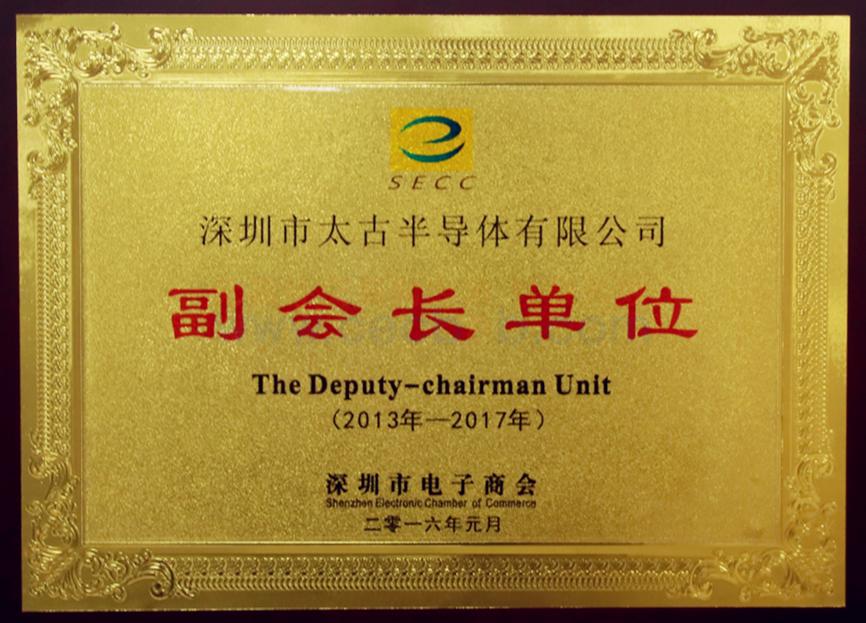 SECC
深圳市太古半导体有限公司
副会长单位
The Deputy-chairman Unit
(2013年—2017年)
深圳市电子商会
Shenzhen Electronic Chamber of Commerce
二零一六年元月